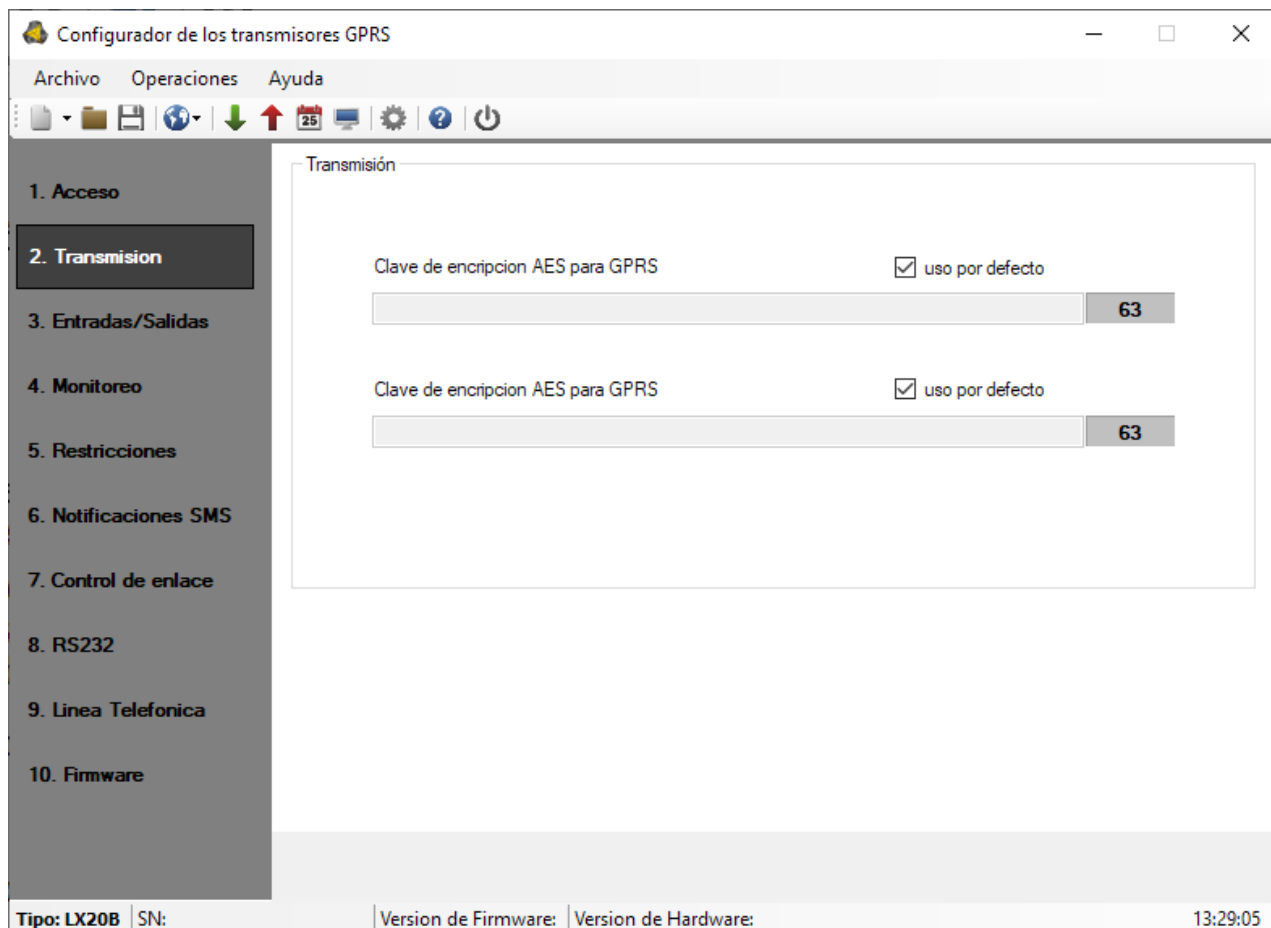 Configurador de los transmisores GPRS
Archivo Operaciones Ayuda
25
1. Acceso
2. Transmision
3. Entradas/Salidas
4. Monitoreo
5. Restricciones
6. Notificaciones SMS
7. Control de enlace
8. RS232
9. Linea Telefonica
10. Firmware
Transmisión
Clave de encripcion AES para GPRS uso por defecto
63
Clave de encripcion AES para GPRS uso por defecto
63
Tipo: LX20B SN: Version de Firmware: Version de Hardware: 13:29:05